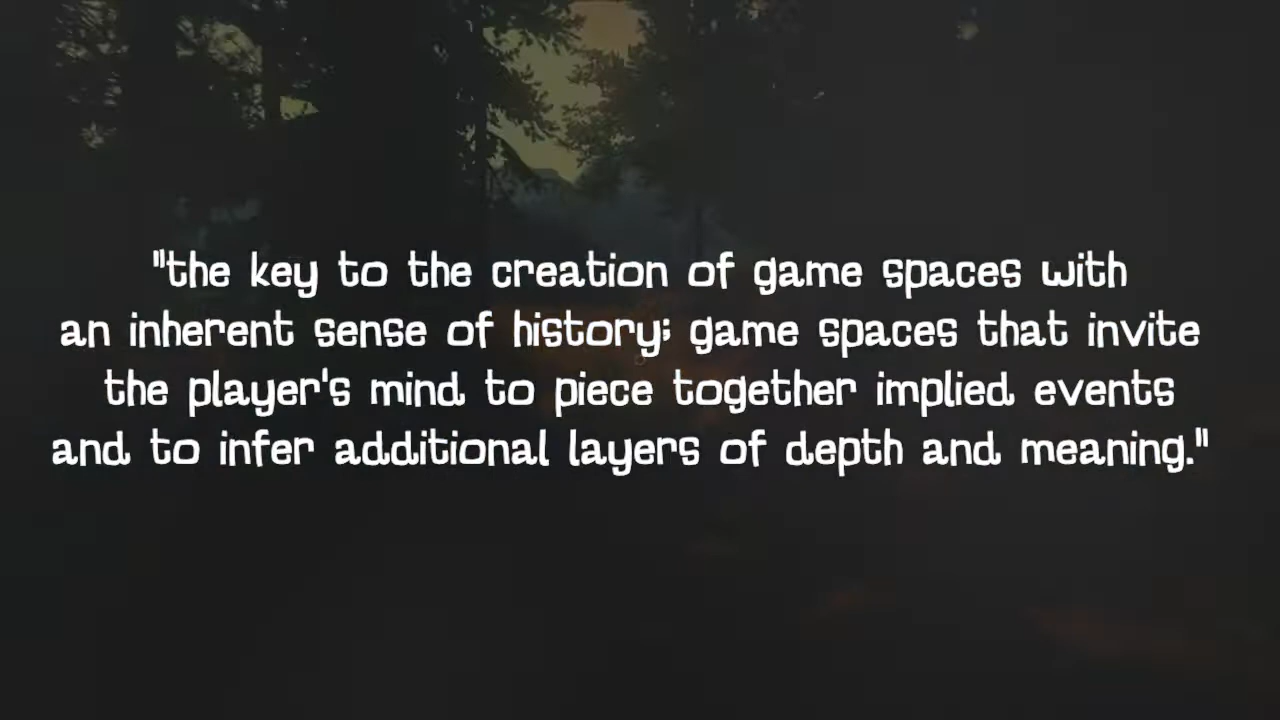 "the key to the creation of game spaces with
an inherent sense of history; game spaces that invite
the player's mind to piece together implied events
and to infer additional layers of depth and meaning."